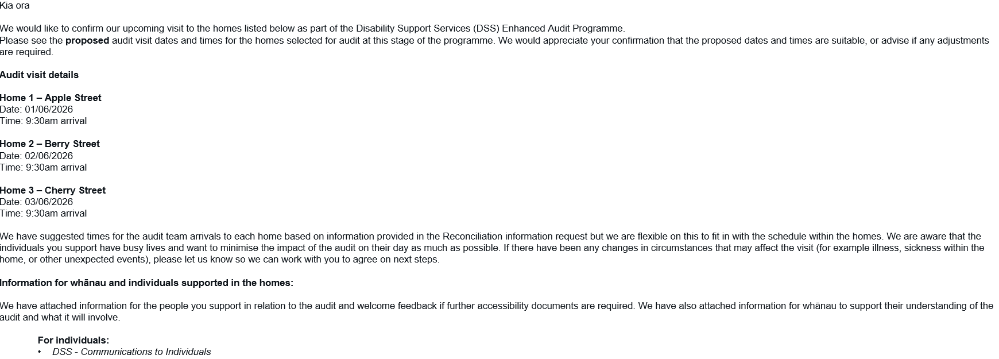 Kia ora
We would like to confirm our upcoming visit to the homes listed below as part of the Disability Support Services (DSS) Enhanced Audit Programme.
Please see the proposed audit visit dates and times for the homes selected for audit at this stage of the programme. We would appreciate your confirmation that the proposed dates and times are suitable, or advise if any adjustments
are required.
Audit visit details
Home 1 – Apple Street
Date: 01/06/2026
Time: 9:30am arrival
Home 2 – Berry Street
Date: 02/06/2026
Time: 9:30am arrival
Home 3 – Cherry Street
Date: 03/06/2026
Time: 9:30am arrival
We have suggested times for the audit team arrivals to each home based on information provided in the Reconciliation information request but we are flexible on this to fit in with the schedule within the homes. We are aware that the
individuals you support have busy lives and want to minimise the impact of the audit on their day as much as possible. If there have been any changes in circumstances that may affect the visit (for example illness, sickness within the
home, or other unexpected events), please let us know so we can work with you to agree on next steps.
Information for whānau and individuals supported in the homes:
We have attached information for the people you support in relation to the audit and welcome feedback if further accessibility documents are required. We have also attached information for whānau to support their understanding of the
audit and what it will involve.
For individuals:
• DSS - Communications to Individuals